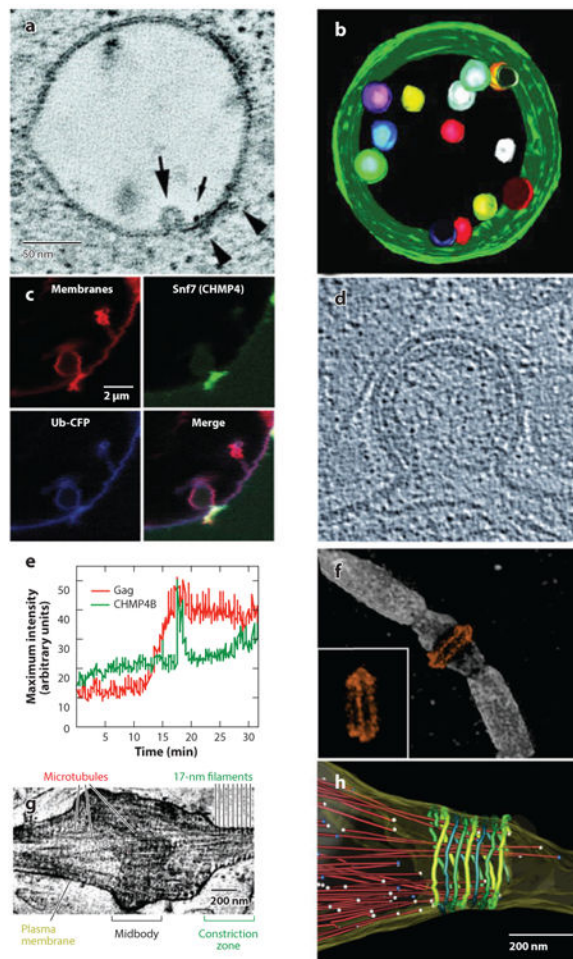 a
50 nm
b
c
Membranes
Snf7 (CHMP4)
2 μm
Ub-CFP
Merge
d
e
Maximum intensity
(arbitrary units)
50
40
30
20
10
0
Gag
CHMP4B
5
10
15
20
25
30
Time (min)
f
Microtubules
17-nm filaments
g
200 nm
Plasma
membrane
Midbody
Constriction
zone
h
200 nm